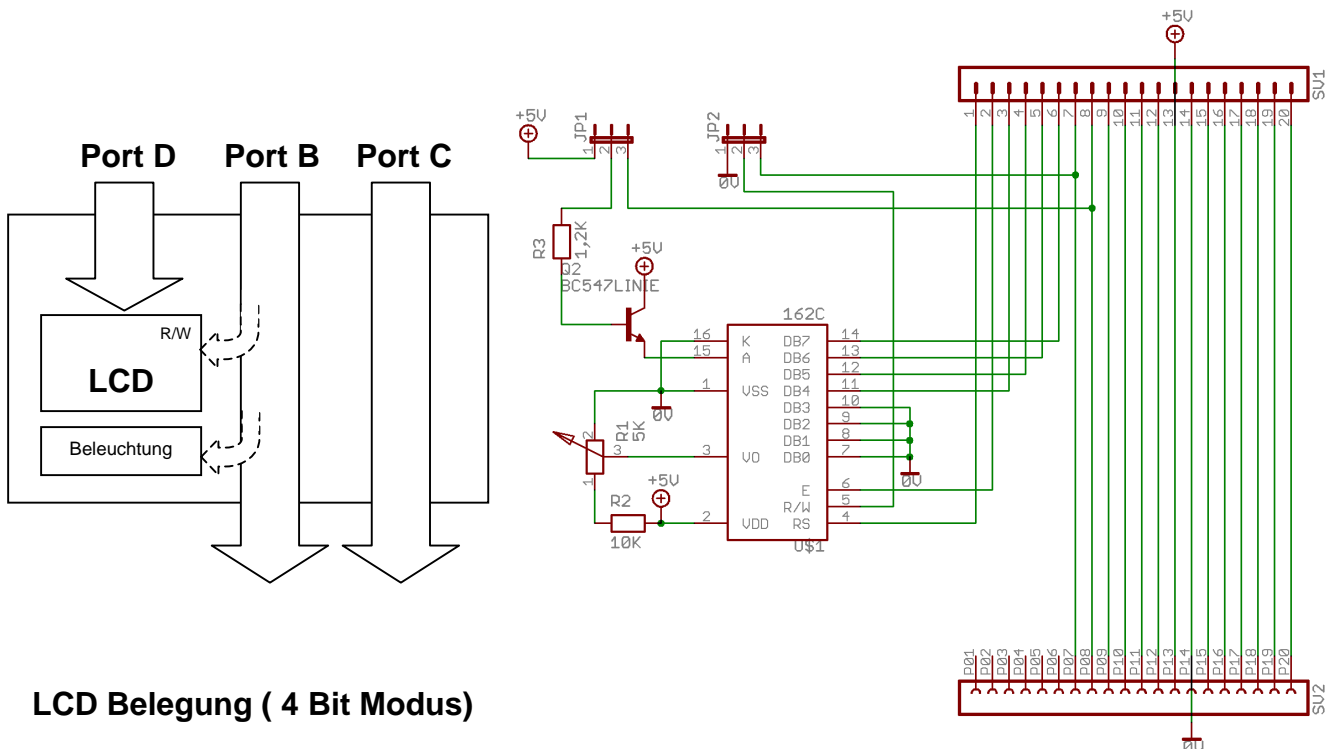 Port D Port B Port C
R/W
LCD
Beleuchtung
LCD Belegung ( 4 Bit Modus)
+5V
SV1
1 2 3 4 5 6 7 8 9 10 11 12 13 14 15 16 17 18 19 20
+5V
JP1
1 2 3
JP2
1 2 3
0V
R3
1,2K
Q2
BC547LINIE
+5V
162C
16 K DB7 14
15 A DB6 13
DB5 12
1 VSS DB4 11
DB3 10
DB2 9
DB1 8
3 VO DB0 7
E 6
R/W 5
2 VDD RS 4
U$1
0V
0V
R1
5K
2
3
1
+5V
R2
10K
P01 P02 P03 P04 P05 P06 P07 P08 P09 P10 P11 P12 P13 P14 P15 P16 P17 P18 P19 P20
SV2
0V